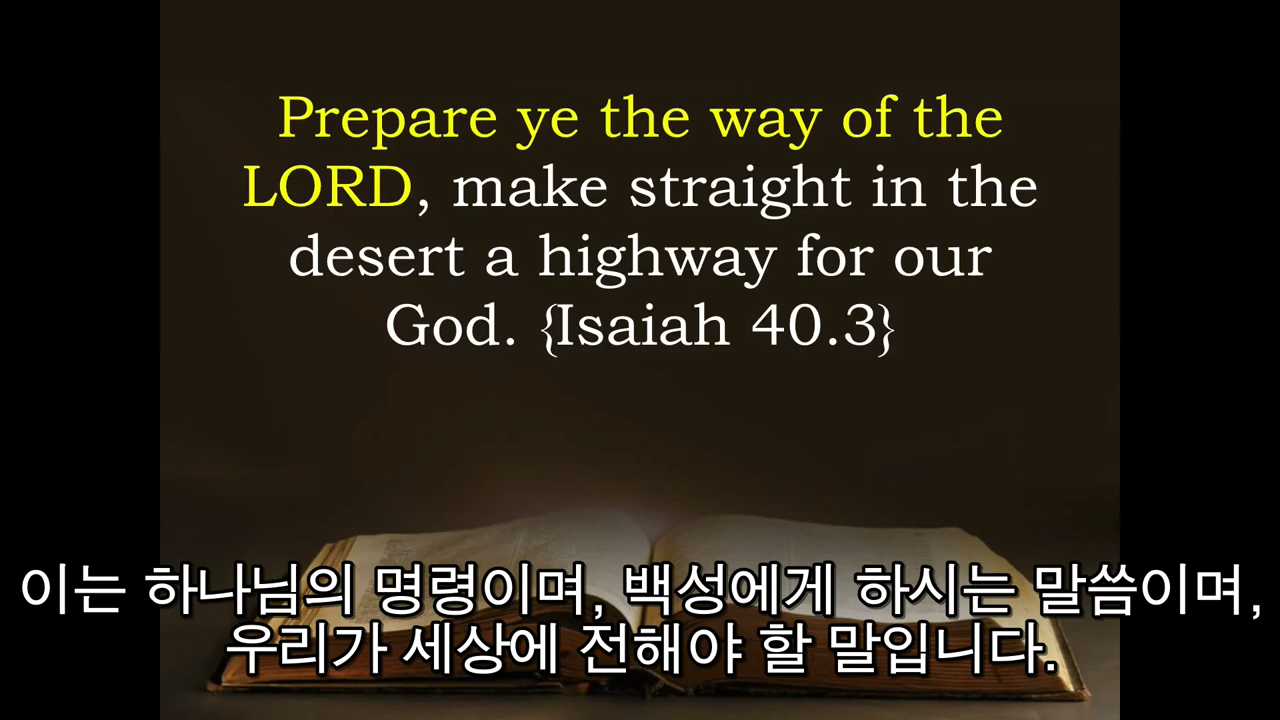 Prepare ye the way of the
LORD, make straight in the
desert a highway for our
God. {Isaiah 40.3}
이는 하나님의 명령이며, 백성에게 하시는 말씀이며,
우리가 세상에 전해야 할 말입니다.